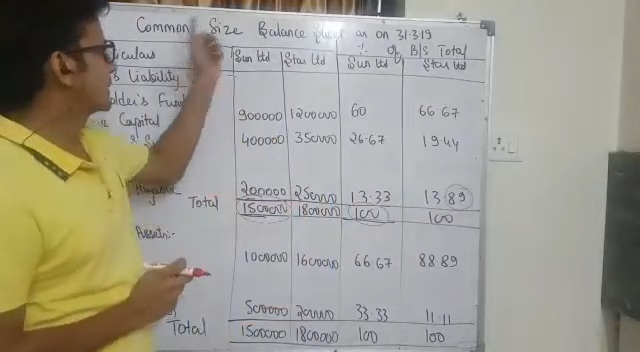 Common Size Balance Sheet as on 31.3.19
% of B/S Total
Sun Ltd Star Ltd Sun Ltd Star Ltd
Liability
Capital 900000 1200000 60 66.67
400000 350000 26.67 19.44
200000 250000 13.33 13.89
Total 1500000 1800000 100 100
Assets:-
1000000 1600000 66.67 88.89
500000 200000 33.33 11.11
Total 1500000 1800000 100 100